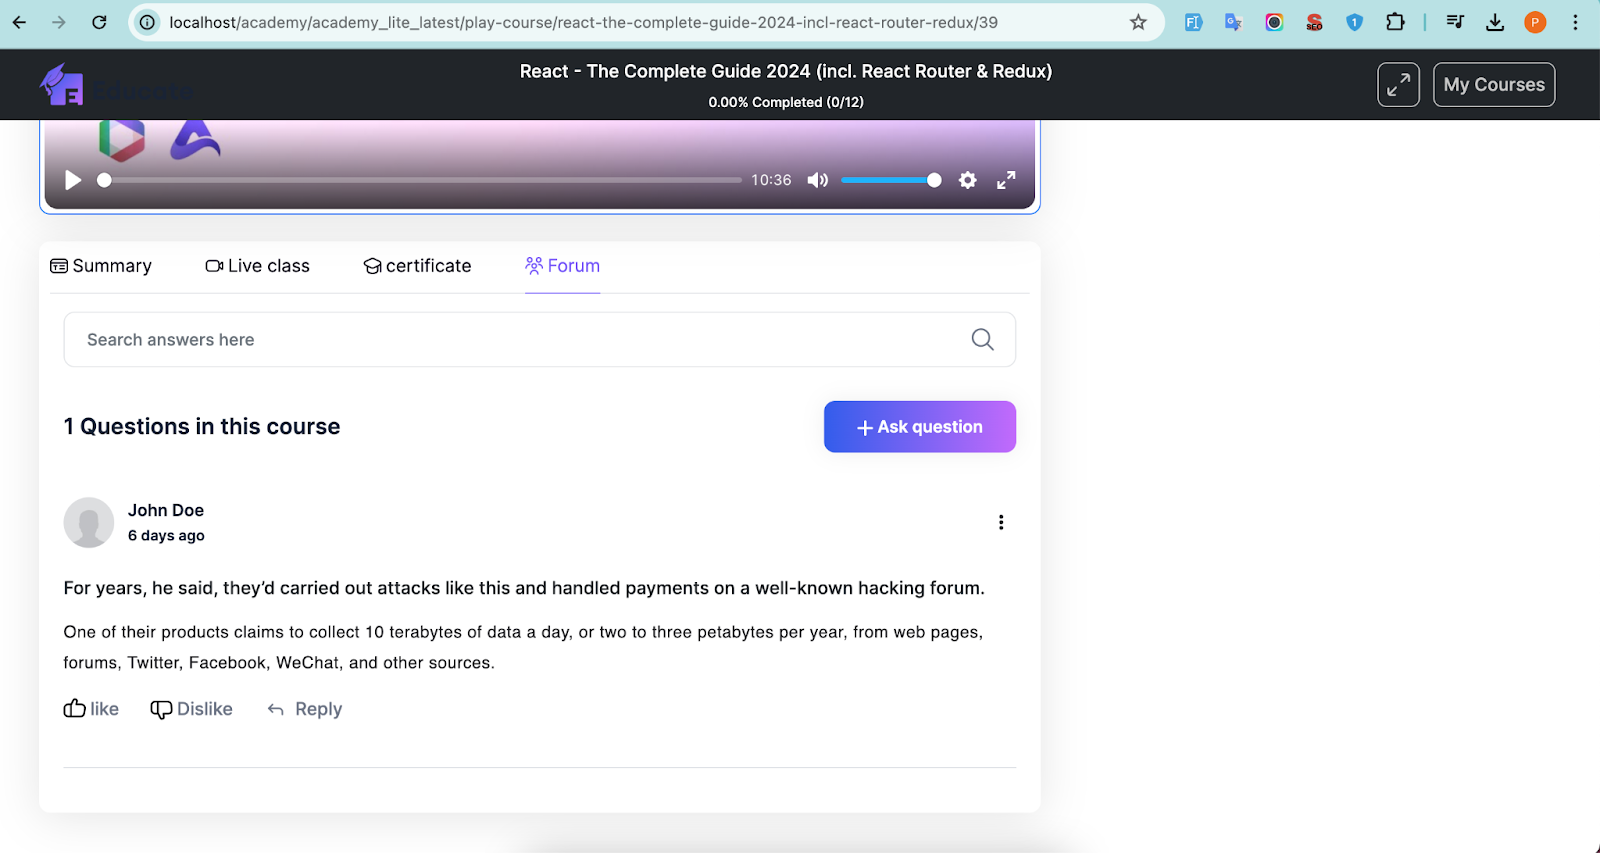 localhost/academy/academy_lite_latest/play-course/react-the-complete-guide-2024-incl-react-router-redux/39
SEO
1
P
React - The Complete Guide 2024 (incl. React Router & Redux)
0.00% Completed (0/12)
My Courses
10:36
Summary
Live class
certificate
Forum
Search answers here
1 Questions in this course
+ Ask question
John Doe
6 days ago
For years, he said, they’d carried out attacks like this and handled payments on a well-known hacking forum.
One of their products claims to collect 10 terabytes of data a day, or two to three petabytes per year, from web pages,
forums, Twitter, Facebook, WeChat, and other sources.
like
Dislike
Reply